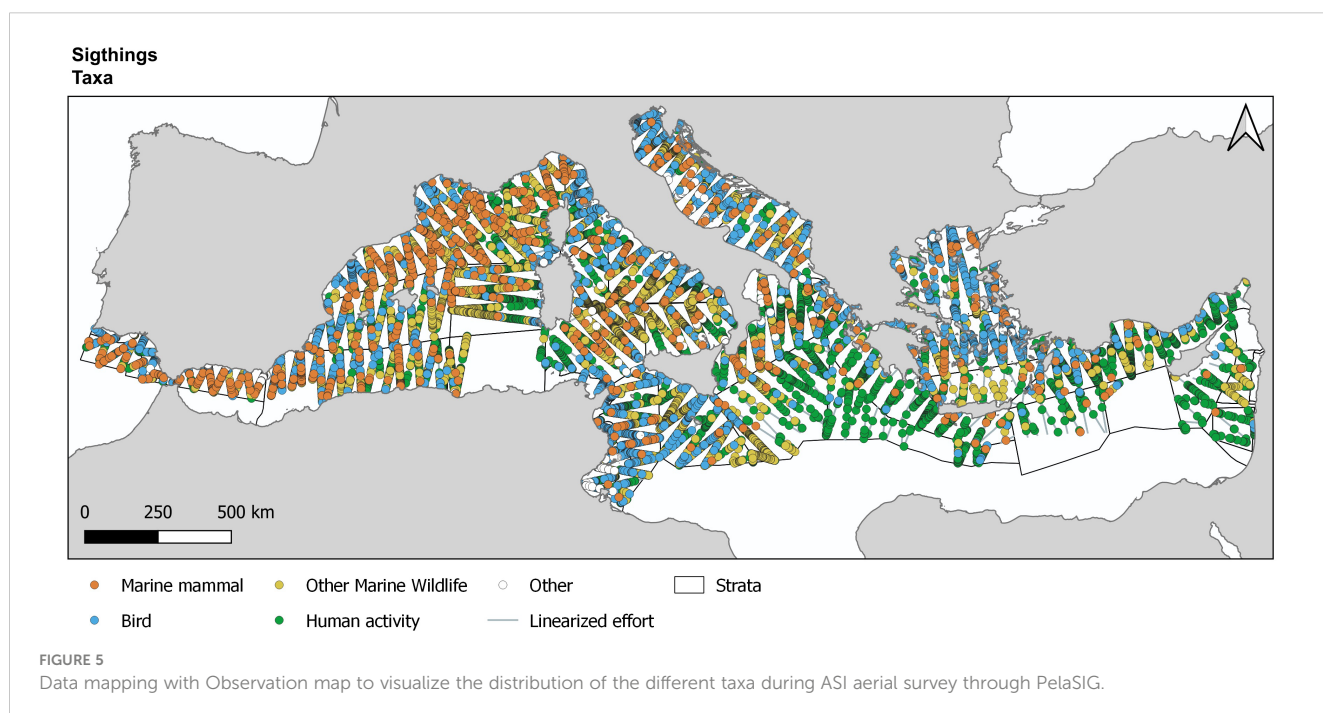 Sigthings
Taxa
0 250 500 km
Marine mammal Other Marine Wildlife Other Strata
Bird Human activity Linearized effort
FIGURE 5
Data mapping with Observation map to visualize the distribution of the different taxa during ASI aerial survey through PelaSIG.